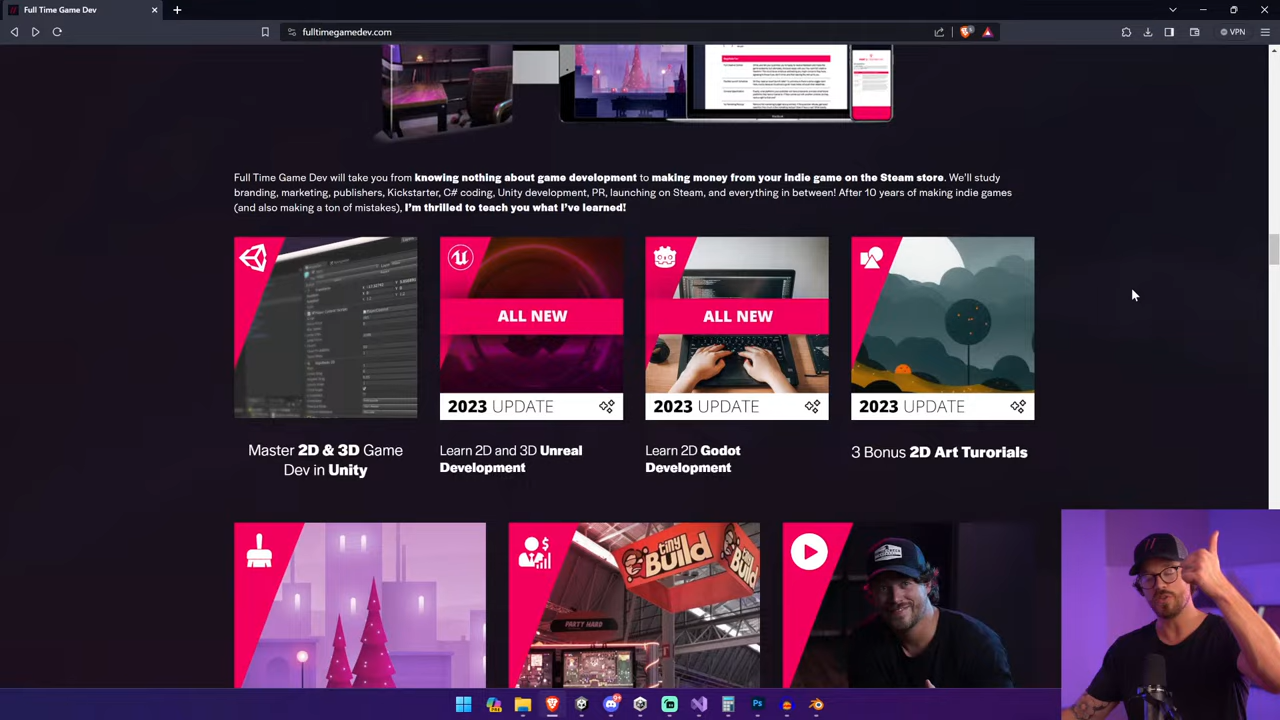 Full Time Game Dev
fulltimegamedev.com
VPN
Full Time Game Dev will take you from knowing nothing about game development to making money from your indie game on the Steam store. We'll study
branding, marketing, publishers, Kickstarter, C# coding, Unity development, PR, launching on Steam, and everything in between! After 10 years of making indie games
(and also making a ton of mistakes), I'm thrilled to teach you what I've learned!
ALL NEW
ALL NEW
2023 UPDATE
2023 UPDATE
2023 UPDATE
Master 2D & 3D Game
Dev in Unity
Learn 2D and 3D Unreal
Development
Learn 2D Godot
Development
3 Bonus 2D Art Turorials
tiny
Build
PARTY HARD